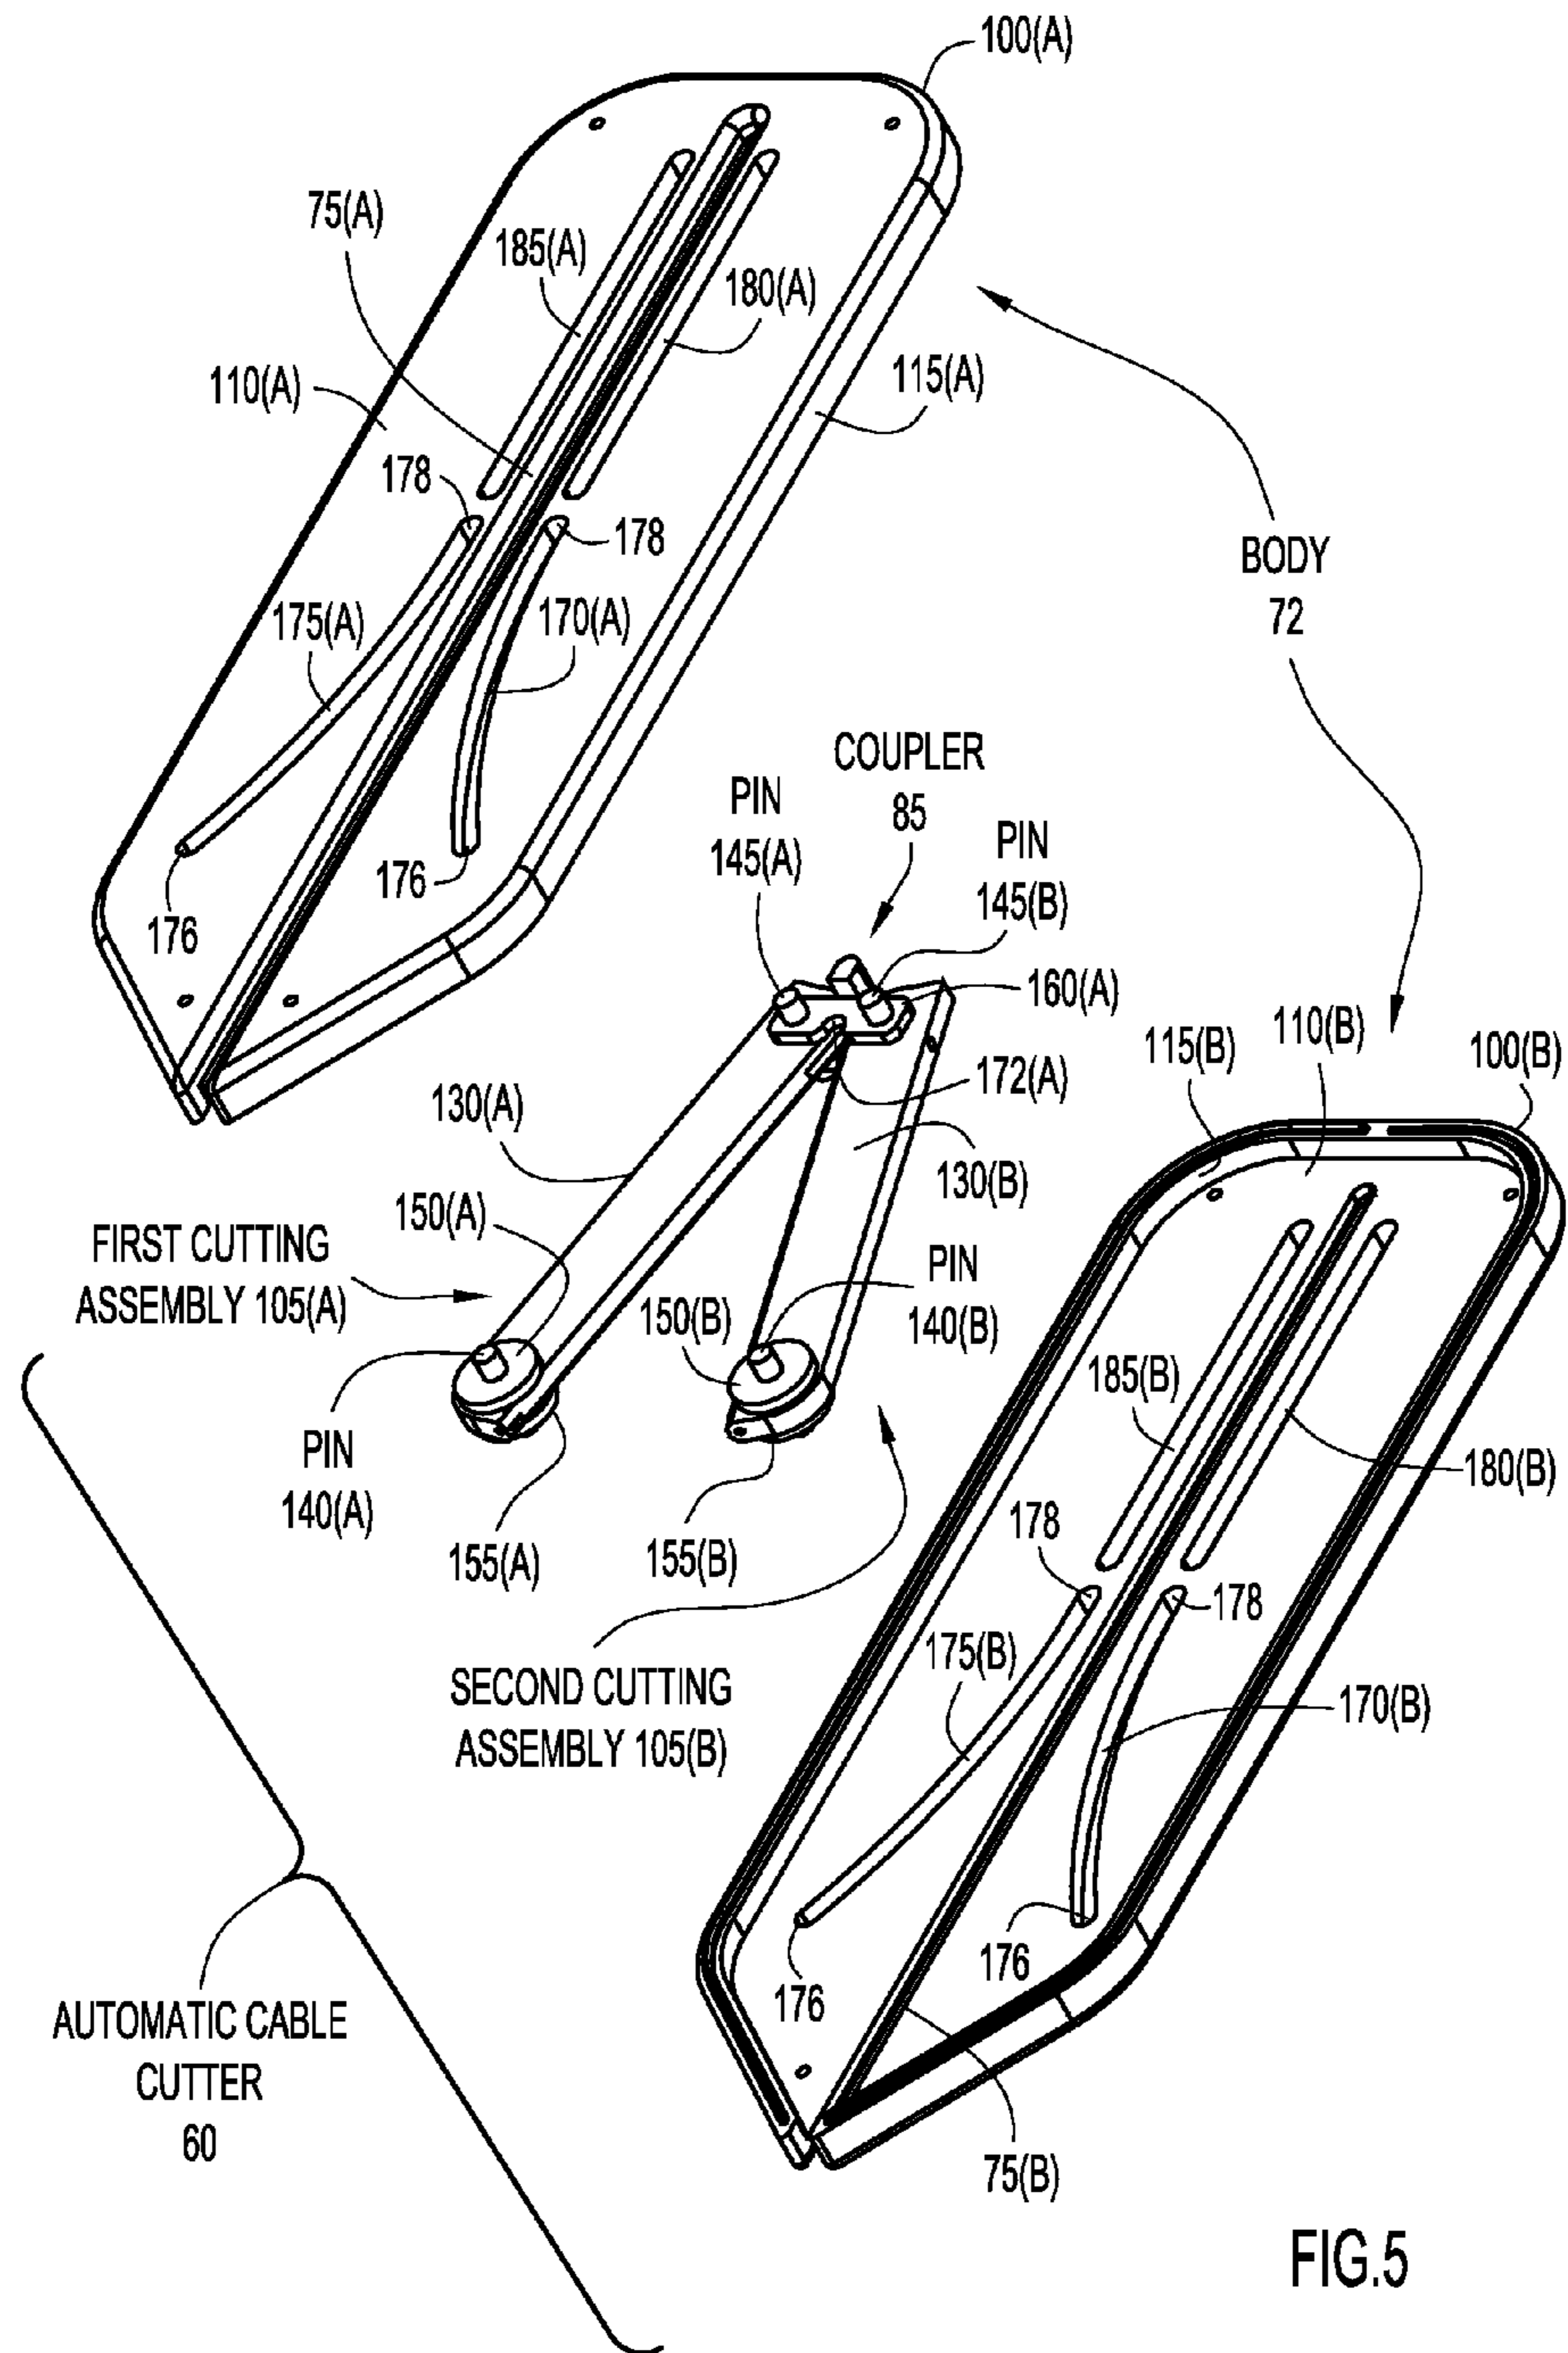 100(A)
75(A)
185(A)
180(A)
110(A)
115(A)
178
178
BODY
72
175(A)
170(A)
COUPLER
85
PIN
145(A)
PIN
145(B)
176
176
160(A)
172(A)
115(B)
110(B)
100(B)
130(A)
130(B)
150(A)
FIRST CUTTING
ASSEMBLY 105(A)
PIN
140(B)
150(B)
185(B)
PIN
140(A)
180(B)
155(A)
155(B)
178
178
175(B)
SECOND CUTTING
ASSEMBLY 105(B)
170(B)
176
176
AUTOMATIC CABLE
CUTTER
60
75(B)
FIG.5